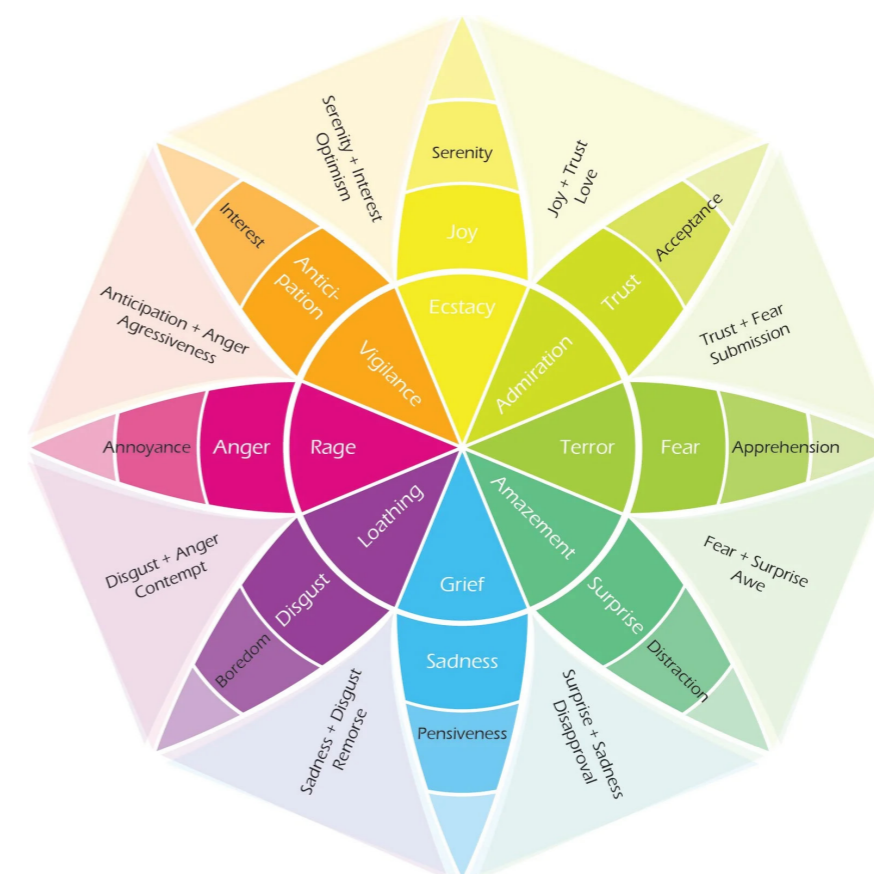 Serenity + Interest
Optimism
Serenity
Joy
Ecstacy
Joy + Trust
Love
Acceptance
Trust
Admiration
Trust + Fear
Submission
Terror
Fear
Apprehension
Fear + Surprise
Awe
Amazement
Surprise
Distraction
Surprise + Sadness
Disapproval
Grief
Sadness
Pensiveness
Sadness + Disgust
Remorse
Loathing
Disgust
Boredom
Disgust + Anger
Contempt
Rage
Anger
Annoyance
Anticipation + Anger
Agressiveness
Vigilance
Antici-
pation
Interest